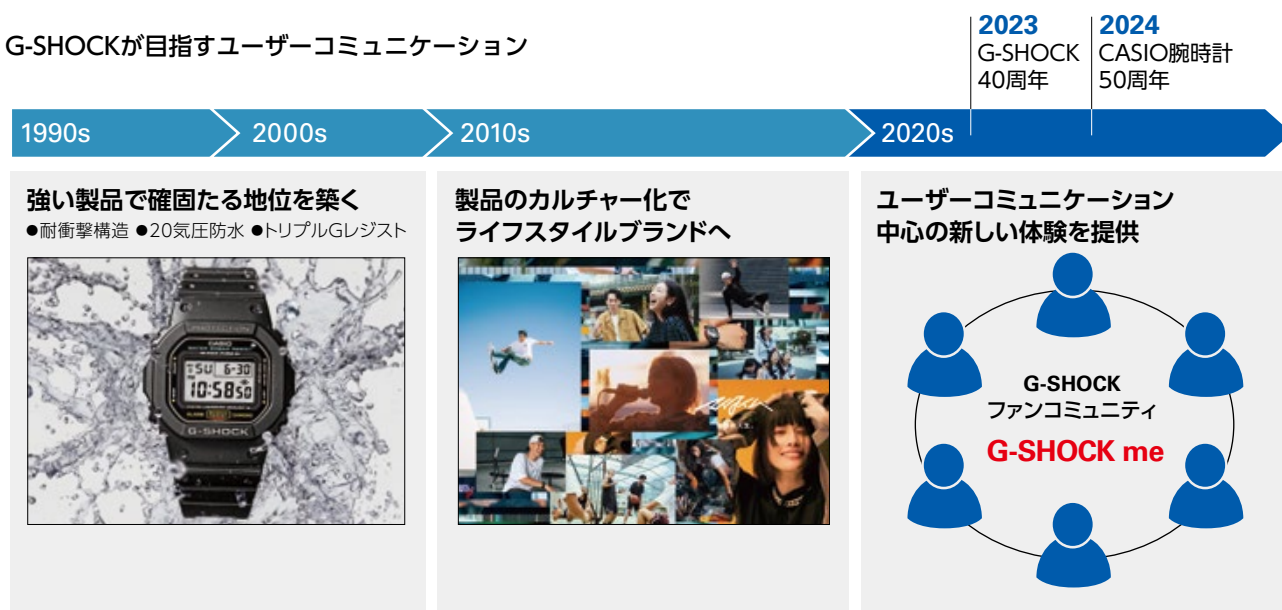 G-SHOCKが目指すユーザーコミュニケーション
2023
G-SHOCK
40周年
2024
CASIO腕時計
50周年
1990s
2000s
2010s
2020s
強い製品で確固たる地位を築く
●耐衝撃構造 ●20気圧防水 ●トリプルGレジスト
PROTECTION
CASIO
SU 6-30
10:58 50
G-SHOCK
製品のカルチャー化で
ライフスタイルブランドへ
ユーザーコミュニケーション
中心の新しい体験を提供
G-SHOCK
ファンコミュニティ
G-SHOCK me